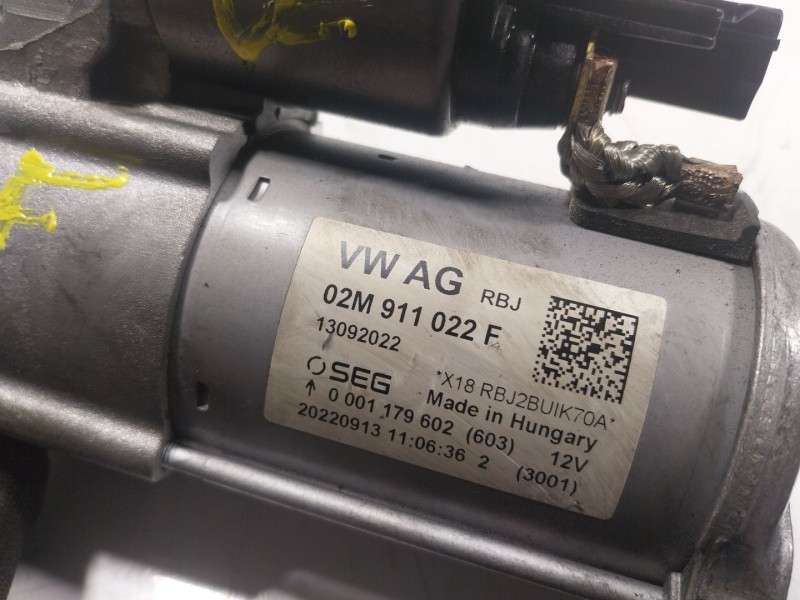 VW AG RBJ
02M 911 022 F
13092022
SEG *X18 RBJ2BUIK70A*
↑ 0 001 179 602 (603) Made in Hungary
20220913 11:06:36 2 (3001) 12V